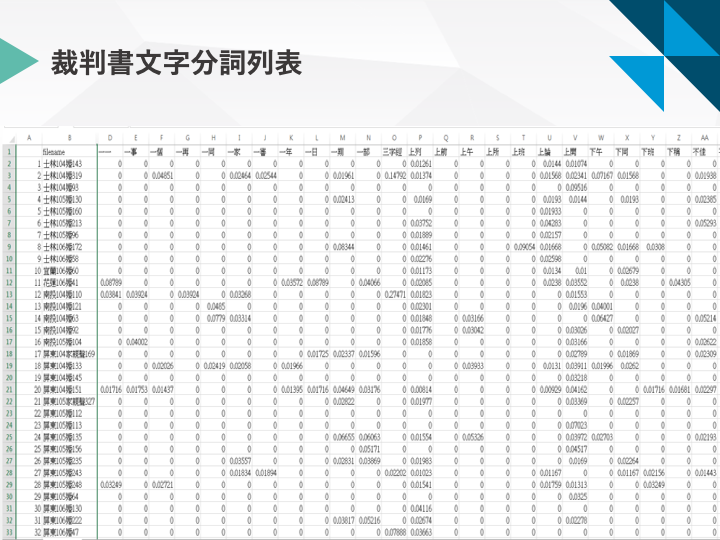 裁判書文字分詞列表
A B D E F G H I J K L M N O P Q R S T U V W X Y Z AA
1 filename 一一 一事 一個 一再 一同 一家 一審 一年 一日 一期 一部 三字經 上列 上前 上午 上所 上班 上論 上開 下午 下同 下班 下稱 不佳
2 1 士林104婚143 0 0 0 0 0 0 0 0 0 0 0 0 0.01261 0 0 0 0 0.0144 0.01074 0 0 0 0 0
3 2 士林104婚319 0 0 0.04851 0 0 0.02464 0.02544 0 0 0.01961 0 0.14792 0.01374 0 0 0 0 0.01568 0.02341 0.07167 0.01568 0 0 0.01938
4 3 士林104婚93 0 0 0 0 0 0 0 0 0 0 0 0 0 0 0 0 0 0 0.09516 0 0 0 0 0
5 4 士林105婚130 0 0 0 0 0 0 0 0 0 0.02413 0 0 0.0169 0 0 0 0 0.0193 0.0144 0 0.0193 0 0 0.02385
6 5 士林105婚160 0 0 0 0 0 0 0 0 0 0 0 0 0 0 0 0 0 0.01933 0 0 0 0 0 0
7 6 士林105婚213 0 0 0 0 0 0 0 0 0 0 0 0 0.03752 0 0 0 0 0.04283 0 0 0 0 0 0.05293
8 7 士林105婚96 0 0 0 0 0 0 0 0 0 0 0 0 0.01889 0 0 0 0 0.02157 0 0 0 0 0 0
9 8 士林106婚172 0 0 0 0 0 0 0 0 0 0.08344 0 0 0.01461 0 0 0 0.09054 0.01668 0 0.05082 0.01668 0.0308 0 0
10 9 士林106婚58 0 0 0 0 0 0 0 0 0 0 0 0 0.02276 0 0 0 0 0.02598 0 0 0 0 0 0
11 10 宜蘭106婚60 0 0 0 0 0 0 0 0 0 0 0 0 0.01173 0 0 0 0 0.0134 0.01 0 0.02679 0 0 0
12 11 花蓮106婚41 0.08789 0 0 0 0 0 0 0.03572 0.08789 0 0.04066 0 0.02085 0 0 0 0 0.0238 0.03552 0 0.0238 0 0.04305 0
13 12 南投104婚110 0.03841 0.03924 0 0.03924 0 0.03268 0 0 0 0 0 0.27471 0.01823 0 0 0 0 0 0.01553 0 0 0 0 0
14 13 南投104婚121 0 0 0 0 0.0485 0 0 0 0 0 0 0 0.02301 0 0 0 0 0 0.0196 0.04001 0 0 0 0
15 14 南投104婚63 0 0 0 0 0.0779 0.03314 0 0 0 0 0 0 0.01848 0 0.03166 0 0 0 0 0.06427 0 0 0 0.05214
16 15 南投104婚92 0 0 0 0 0 0 0 0 0 0 0 0 0.01776 0 0.03042 0 0 0 0.03026 0 0.02027 0 0 0
17 16 南投105婚104 0 0.04002 0 0 0 0 0 0 0 0 0 0 0.01858 0 0 0 0 0 0.03166 0 0 0 0 0.02622
18 17 屏東104家親聲169 0 0 0 0 0 0 0 0 0.01725 0.02337 0.01596 0 0 0 0 0 0 0 0.02789 0 0.01869 0 0 0.02309
19 18 屏東104婚133 0 0 0.02026 0 0.02419 0.02058 0 0.01966 0 0 0 0 0 0 0.03933 0 0 0.0131 0.03911 0.01996 0.0262 0 0 0
20 19 屏東104婚145 0 0 0 0 0 0 0 0 0 0 0 0 0 0 0 0 0 0 0.03218 0 0 0 0 0
21 20 屏東104婚151 0.01716 0.01753 0.01437 0 0 0 0 0.01395 0.01716 0.04649 0.03176 0 0.00814 0 0 0 0 0.00929 0.04162 0 0 0.01716 0.01681 0.02297
22 21 屏東105家親聲327 0 0 0 0 0 0 0 0 0 0.02822 0 0 0.01977 0 0 0 0 0 0.03369 0 0.02257 0 0 0
23 22 屏東105婚112 0 0 0 0 0 0 0 0 0 0 0 0 0 0 0 0 0 0 0 0 0 0 0 0
24 23 屏東105婚113 0 0 0 0 0 0 0 0 0 0 0 0 0 0 0 0 0 0 0.07023 0 0 0 0 0
25 24 屏東105婚135 0 0 0 0 0 0 0 0 0 0.06655 0.06063 0 0.01554 0 0.05326 0 0 0 0.03972 0.02703 0 0 0 0.02193
26 25 屏東105婚156 0 0 0 0 0 0 0 0 0 0 0.05171 0 0 0 0 0 0 0 0.04517 0 0 0 0 0
27 26 屏東105婚235 0 0 0 0 0 0.03557 0 0 0 0.02831 0.03869 0 0.01983 0 0 0 0 0 0.0169 0 0.02264 0 0 0
28 27 屏東105婚243 0 0 0 0 0 0.01834 0.01894 0 0 0 0 0.02202 0.01023 0 0 0 0 0.01167 0 0 0.01167 0.02156 0 0.01443
29 28 屏東105婚248 0.03249 0 0.02721 0 0 0 0 0 0 0 0 0 0.01541 0 0 0 0 0.01759 0.01313 0 0 0.03249 0 0
30 29 屏東105婚64 0 0 0 0 0 0 0 0 0 0 0 0 0 0 0 0 0 0 0.0325 0 0 0 0 0
31 30 屏東106婚130 0 0 0 0 0 0 0 0 0 0 0 0 0.04116 0 0 0 0 0 0 0 0 0 0 0
32 31 屏東106婚222 0 0 0 0 0 0 0 0 0 0.03817 0.05216 0 0.02674 0 0 0 0 0 0.02278 0 0 0 0 0
33 32 屏東106婚47 0 0 0 0 0 0 0 0 0 0 0 0.07888 0.03663 0 0 0 0 0 0 0 0 0 0 0